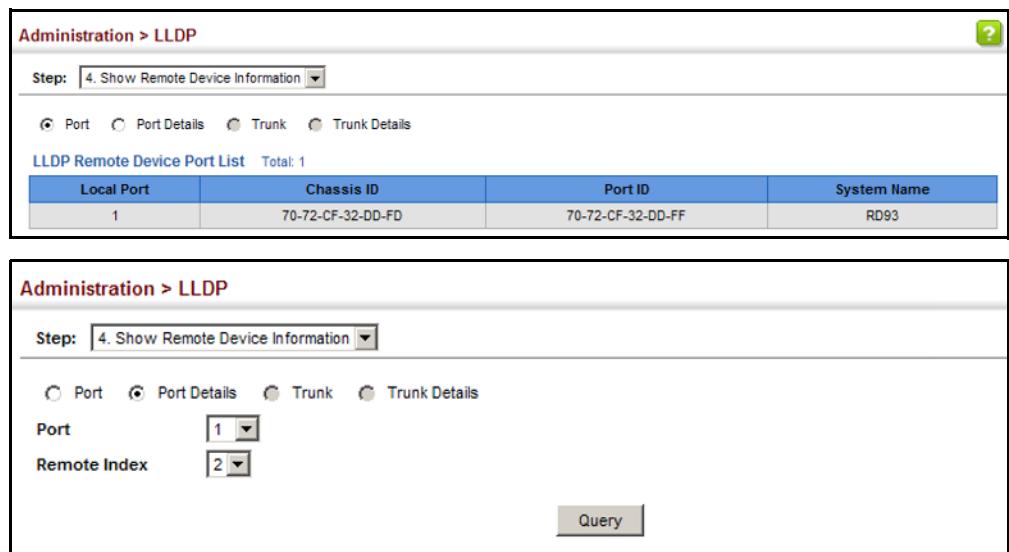 Administration > LLDP ?
Step: 4. Show Remote Device Information
Port Port Details Trunk Trunk Details
LLDP Remote Device Port List Total: 1
Local Port Chassis ID Port ID System Name
1 70-72-CF-32-DD-FD 70-72-CF-32-DD-FF RD93
Administration > LLDP
Step: 4. Show Remote Device Information
Port Port Details Trunk Trunk Details
Port 1
Remote Index 2
Query